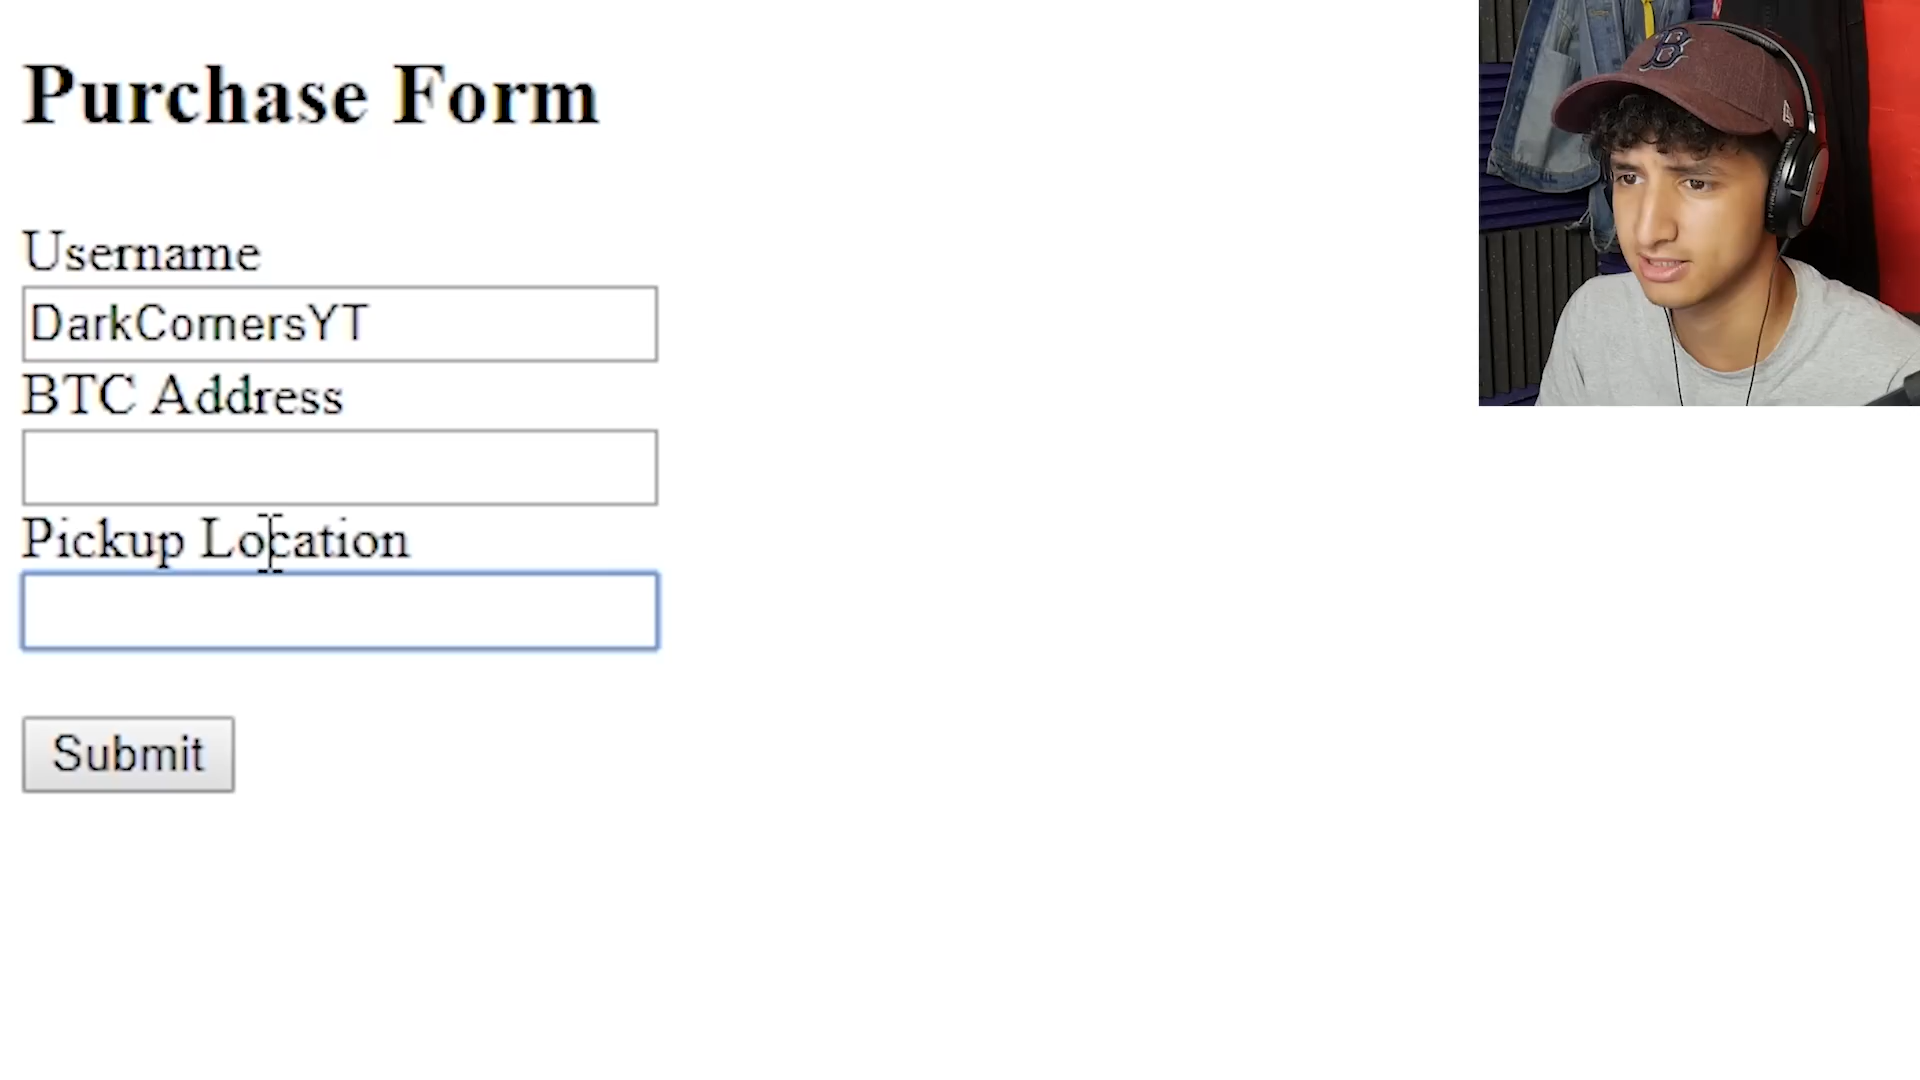 Purchase Form
Username
DarkCornersYT
BTC Address
Pickup Location
Submit
B